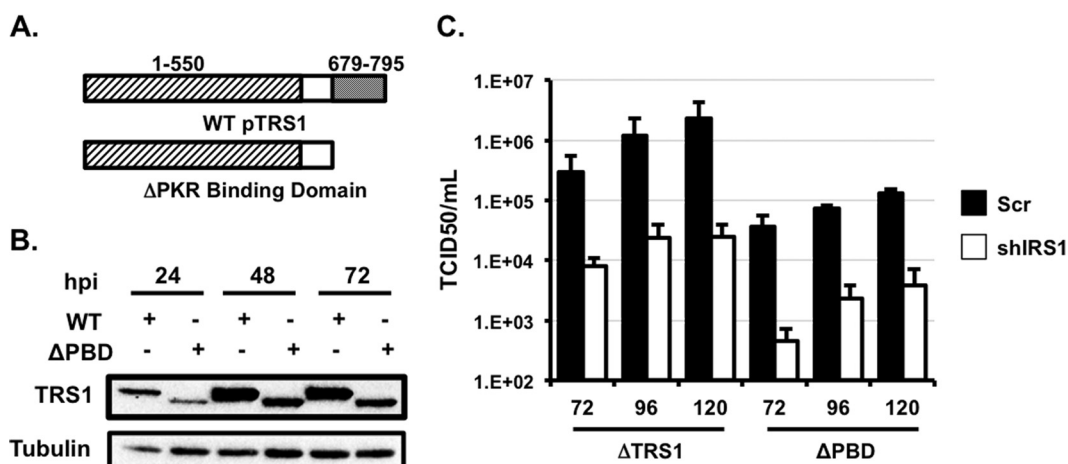 A.
1-550 679-795
WT pTRS1
ΔPKR Binding Domain
B.
hpi 24 48 72
WT + - + - + -
ΔPBD - + - + - +
TRS1
Tubulin
C.
TCID50/mL
1.E+07
1.E+06
1.E+05
1.E+04
1.E+03
1.E+02
72 96 120 72 96 120
ΔTRS1 ΔPBD
Scr
shIRS1